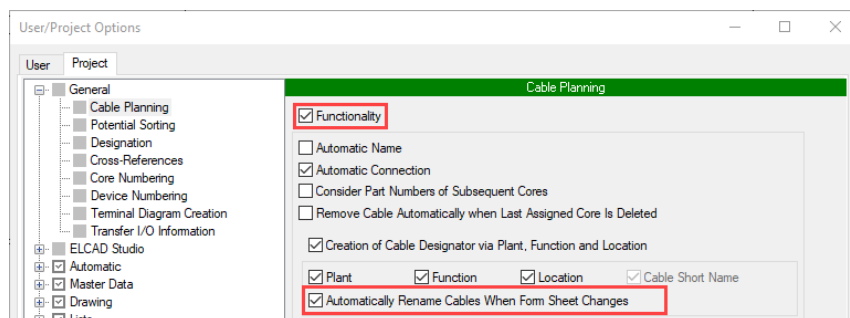 User/Project Options
User Project
General
Cable Planning
Potential Sorting
Designation
Cross-References
Core Numbering
Device Numbering
Terminal Diagram Creation
Transfer I/O Information
ELCAD Studio
Automatic
Master Data
Drawing
Cable Planning
Functionality
Automatic Name
Automatic Connection
Consider Part Numbers of Subsequent Cores
Remove Cable Automatically when Last Assigned Core Is Deleted
Creation of Cable Designator via Plant, Function and Location
Plant Function Location Cable Short Name
Automatically Rename Cables When Form Sheet Changes